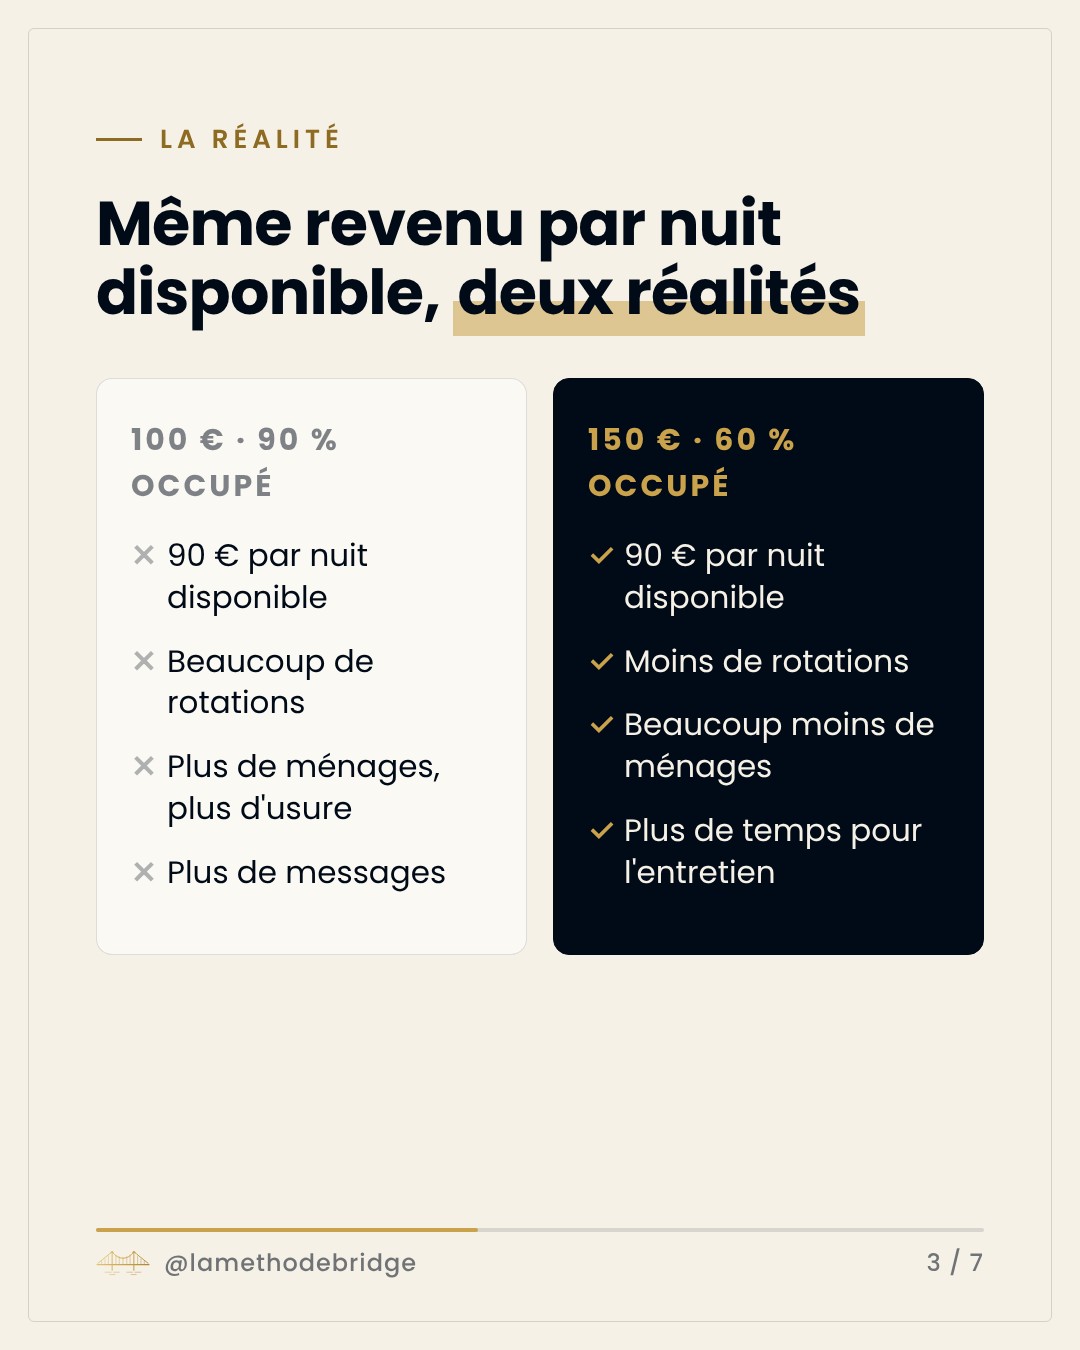 LA RÉALITÉ
Même revenu par nuit
disponible, deux réalités
100 € · 90 %
OCCUPÉ
✕ 90 € par nuit
disponible
✕ Beaucoup de
rotations
✕ Plus de ménages,
plus d'usure
✕ Plus de messages
150 € · 60 %
OCCUPÉ
✓ 90 € par nuit
disponible
✓ Moins de rotations
✓ Beaucoup moins de
ménages
✓ Plus de temps pour
l'entretien
@lamethodebridge
3 / 7